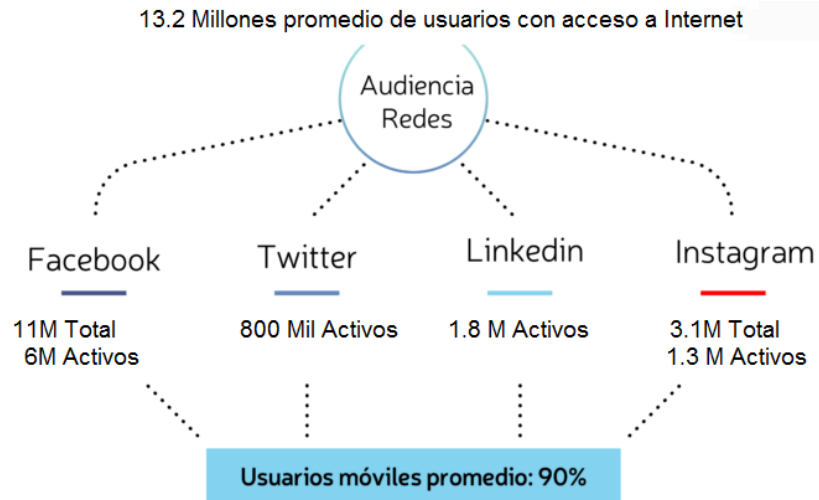 13.2 Millones promedio de usuarios con acceso a Internet
Audiencia
Redes
Facebook
11M Total
6M Activos
Twitter
800 Mil Activos
Linkedin
1.8 M Activos
Instagram
3.1M Total
1.3 M Activos
Usuarios móviles promedio: 90%